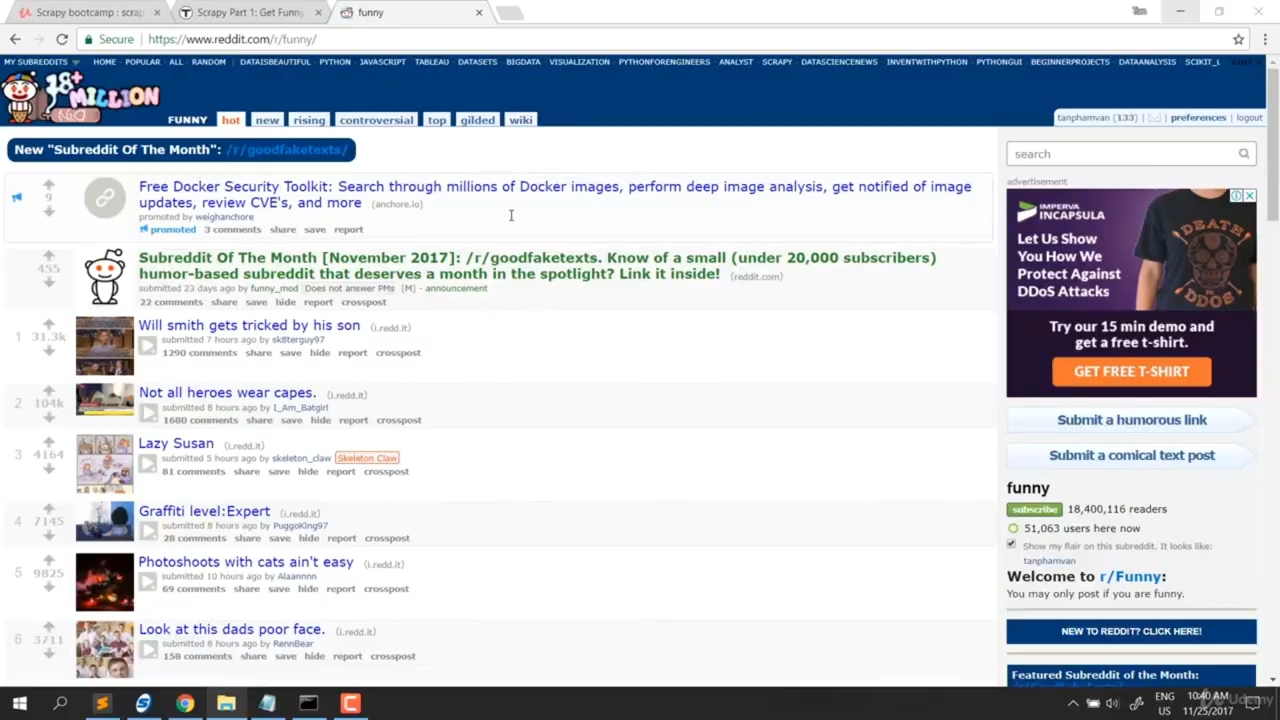 Scrapy bootcamp : scrap
Scrapy Part 1: Get Funny
funny
Secure
https://www.reddit.com/r/funny/
MY SUBREDDITS HOME - POPULAR - ALL - RANDOM | DATAISBEAUTIFUL - PYTHON - JAVASCRIPT - TABLEAU - DATASETS - BIGDATA - VISUALIZATION - PYTHONFORENGINEERS - ANALYST - SCRAPY - DATASCIENCENEWS - INVENTWITHPYTHON - PYTHONGUI - BEGINNERPROJECTS - DATAANALYSIS - SCIKIT_L
18+
MILLION
FUNNY hot new rising controversial top gilded wiki
tanphamvan (133) | | preferences | logout
New "Subreddit Of The Month": /r/goodfaketexts/
search
9
Free Docker Security Toolkit: Search through millions of Docker images, perform deep image analysis, get notified of image
updates, review CVE's, and more (anchore.io)
promoted by weighanchore
promoted 3 comments share save report
455
Subreddit Of The Month [November 2017]: /r/goodfaketexts. Know of a small (under 20,000 subscribers)
humor-based subreddit that deserves a month in the spotlight? Link it inside! (reddit.com)
submitted 23 days ago by funny_mod Does not answer PMs [M] - announcement
22 comments share save hide report crosspost
1 31.3k
Will smith gets tricked by his son (i.redd.it)
submitted 7 hours ago by sk8terguy97
1290 comments share save hide report crosspost
2 104k
Not all heroes wear capes. (i.redd.it)
submitted 8 hours ago by I_Am_Batgirl
1680 comments share save hide report crosspost
3 4164
Lazy Susan (i.redd.it)
submitted 5 hours ago by skeleton_claw Skeleton Claw
81 comments share save hide report crosspost
4 7145
Graffiti level:Expert (i.redd.it)
submitted 8 hours ago by PuggoKing97
28 comments share save hide report crosspost
5 9825
Photoshoots with cats ain't easy (i.redd.it)
submitted 10 hours ago by Alaannnn
69 comments share save hide report crosspost
6 3711
Look at this dads poor face. (i.redd.it)
submitted 8 hours ago by RennBear
158 comments share save hide report crosspost
advertisement
IMPERVA
INCAPSULA
Let Us Show
You How We
Protect Against
DDoS Attacks
DEATH
DDOS
Try our 15 min demo and
get a free t-shirt.
GET FREE T-SHIRT
Submit a humorous link
Submit a comical text post
funny
subscribe 18,400,116 readers
51,063 users here now
Show my flair on this subreddit. It looks like:
tanphamvan
Welcome to r/Funny:
You may only post if you are funny.
NEW TO REDDIT? CLICK HERE!
Featured Subreddit of the Month:
ENG
US
10:40 AM
11/25/2017
Udemy